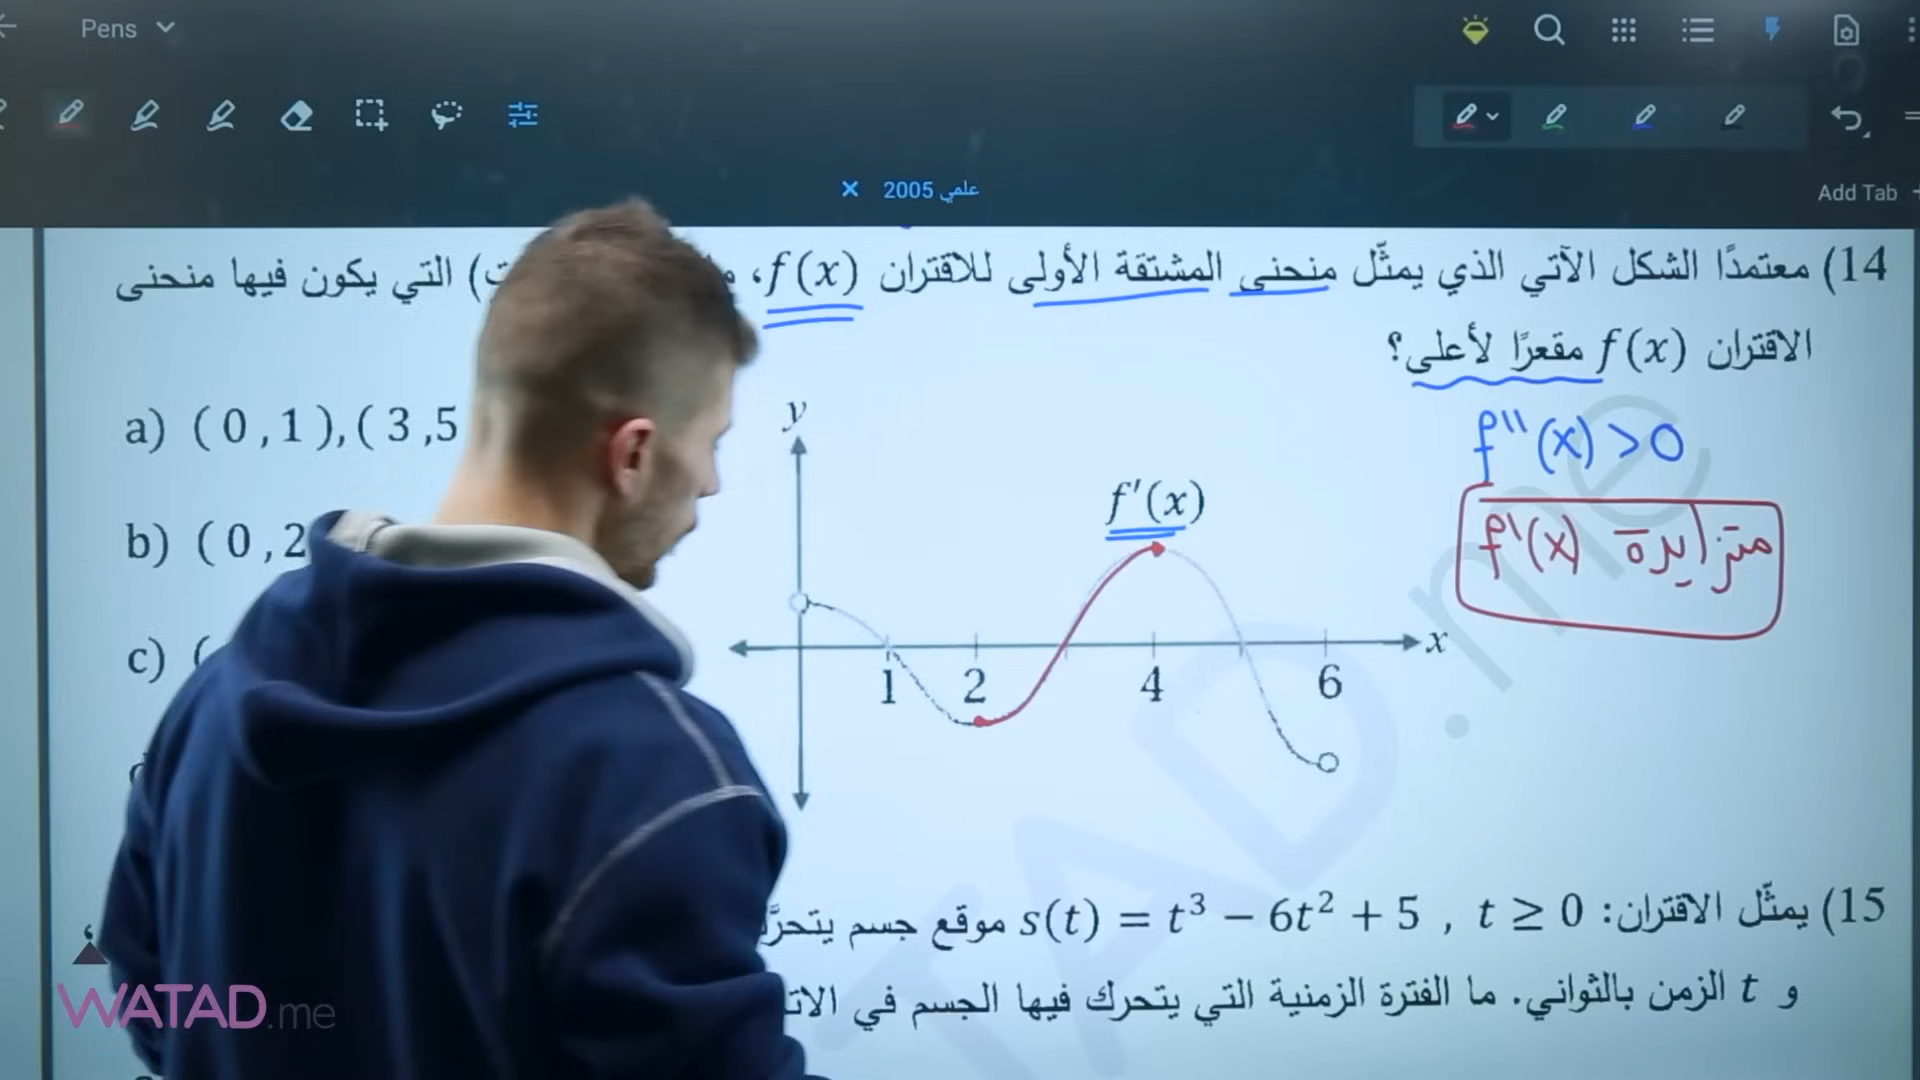 Pens
علمي 2005
Add Tab
14) معتمدًا الشكل الآتي الذي يمثّل منحنى المشتقة الأولى للاقتران f(x)، التي يكون فيها منحنى
الاقتران f(x) مقعرًا لأعلى؟
f''(x) > 0
f'(x) متزايدة
a) (0,1),(3,5
b) (0,2
c) (
y
f'(x)
x
1 2 4 6
15) يمثّل الاقتران: s(t) = t³ − 6t² + 5 , t ≥ 0 موقع جسم
و t الزمن بالثواني. ما الفترة الزمنية التي يتحرك فيها الجسم في
WATAD.me